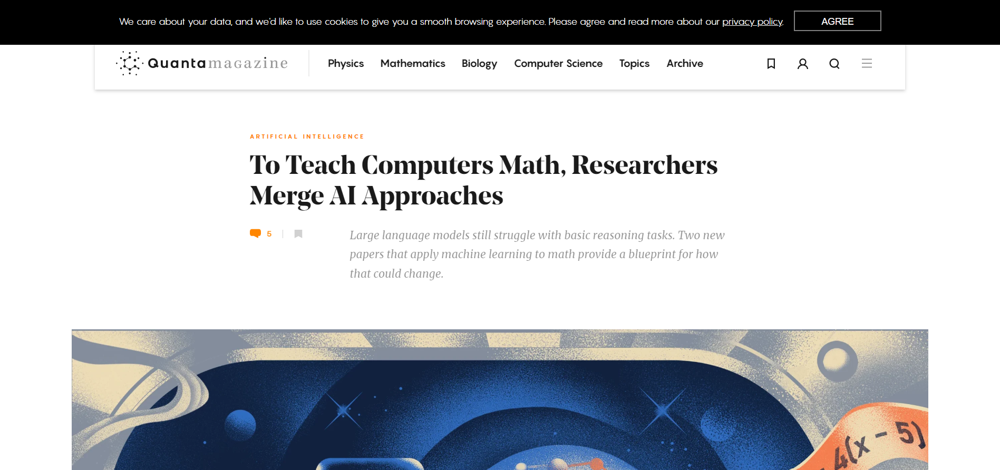 We care about your data, and we'd like to use cookies to give you a smooth browsing experience. Please agree and read more about our privacy policy. AGREE
Quantamagazine Physics Mathematics Biology Computer Science Topics Archive
ARTIFICIAL INTELLIGENCE
To Teach Computers Math, Researchers
Merge AI Approaches
5
Large language models still struggle with basic reasoning tasks. Two new
papers that apply machine learning to math provide a blueprint for how
that could change.
4(x - 5)